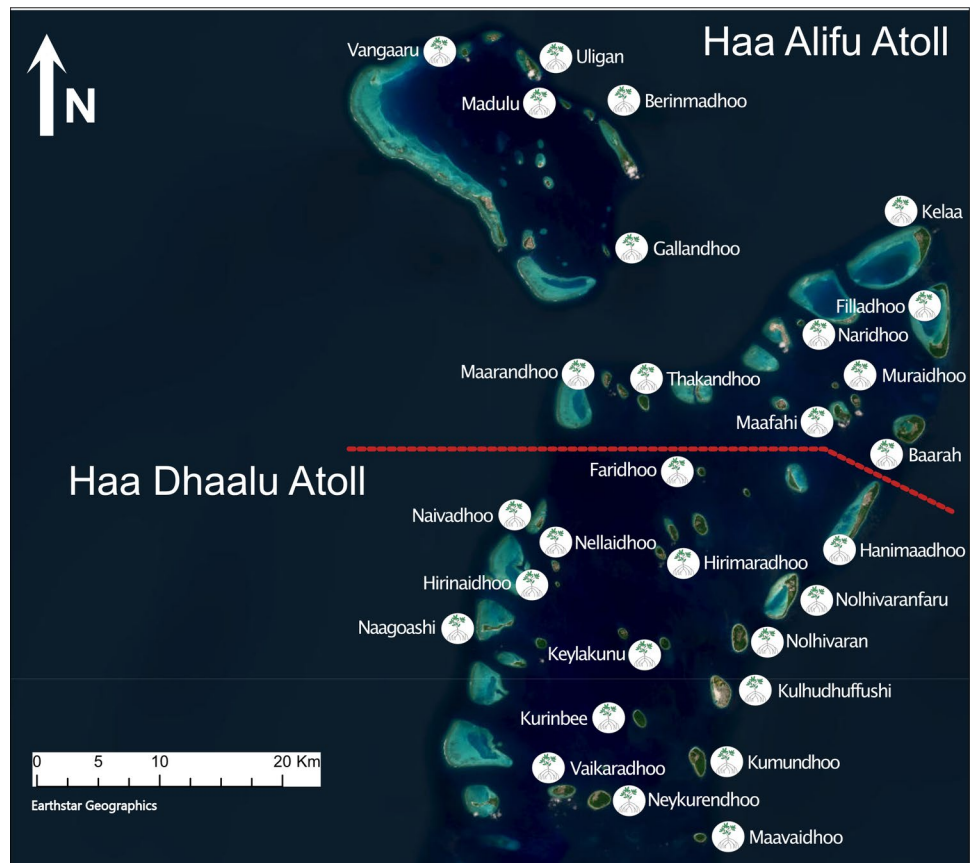 Haa Alifu Atoll
N
Vangaaru
Uligan
Madulu
Berinmadhoo
Kelaa
Gallandhoo
Filladhoo
Naridhoo
Maarandhoo
Thakandhoo
Muraidhoo
Maafahi
Baarah
Haa Dhaalu Atoll
Faridhoo
Naivadhoo
Nellaidhoo
Hirimaradhoo
Hanimaadhoo
Hirinaidhoo
Nolhivaranfaru
Naagoashi
Nolhivaran
Keylakunu
Kulhudhuffushi
Kurinbee
Kumundhoo
Vaikaradhoo
Neykurendhoo
Maavaidhoo
0 5 10 20 Km
Earthstar Geographics